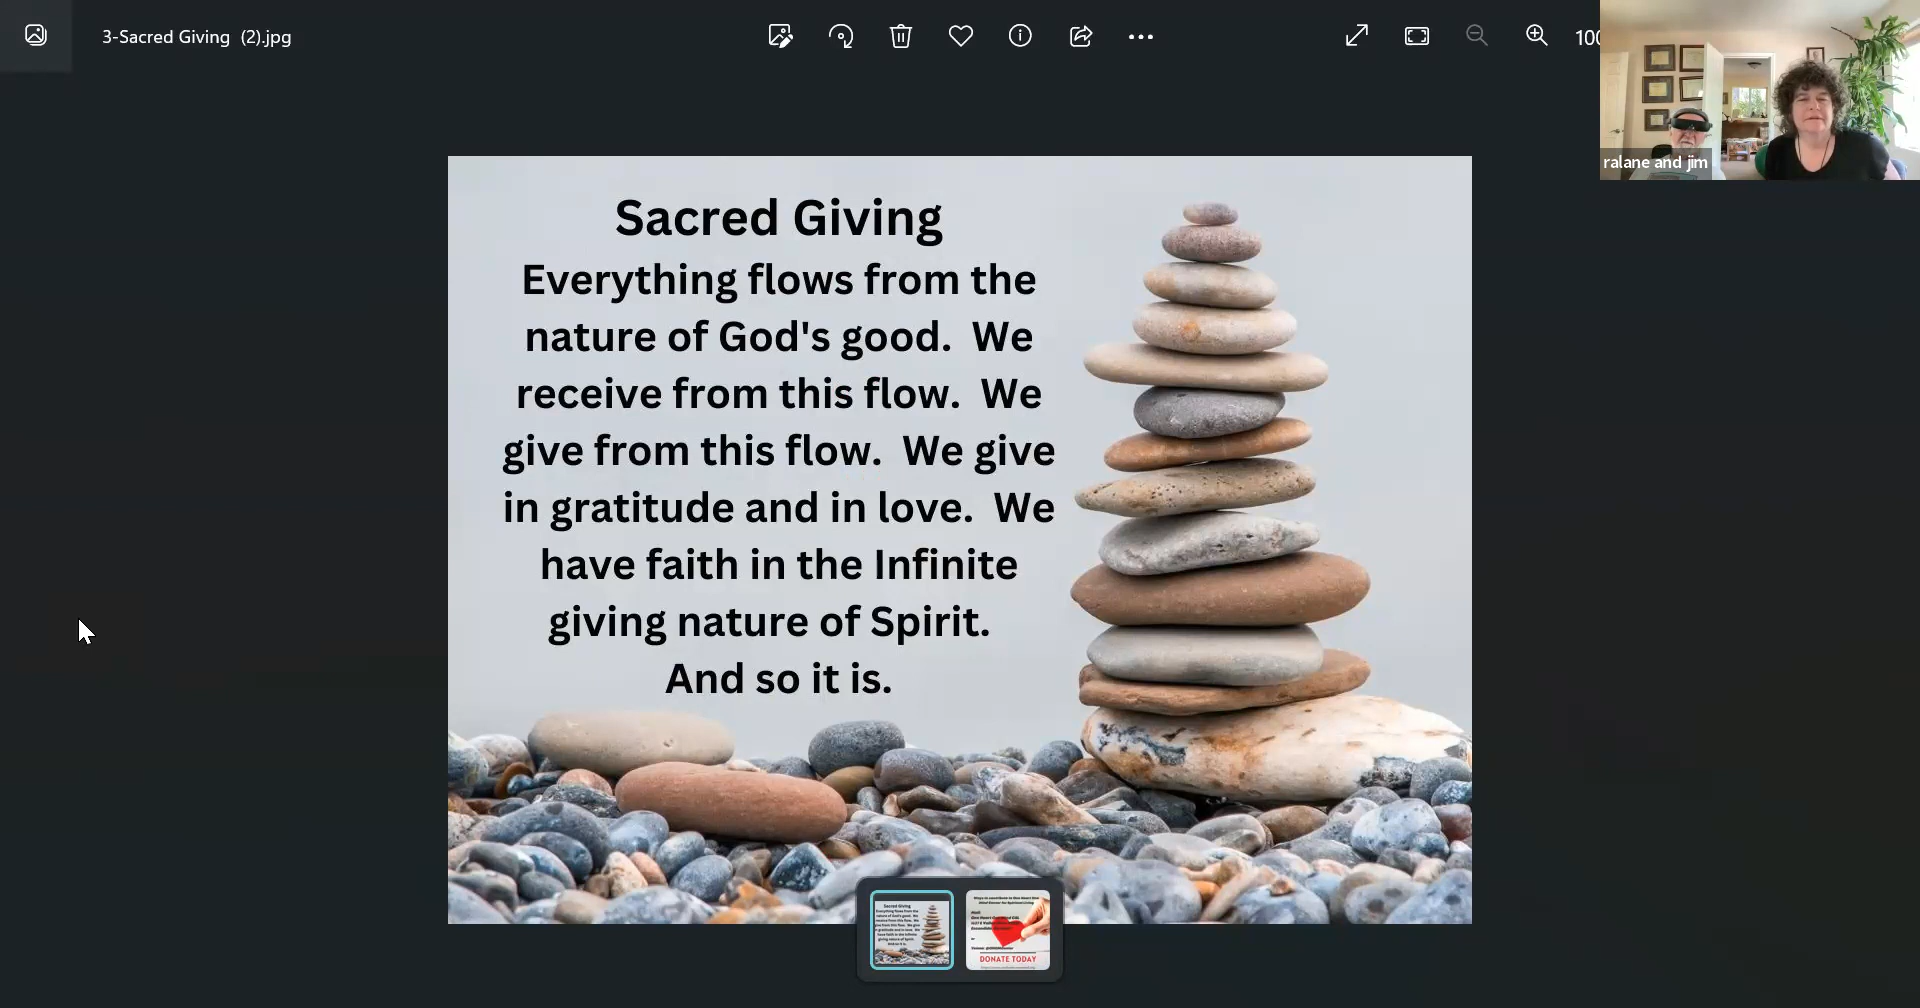 3-Sacred Giving  (2).jpg
100
ralane and jim
Sacred Giving
Everything flows from the
nature of God's good.  We
receive from this flow.  We
give from this flow.  We give
in gratitude and in love.  We
have faith in the Infinite
giving nature of Spirit.
And so it is.
DONATE TODAY